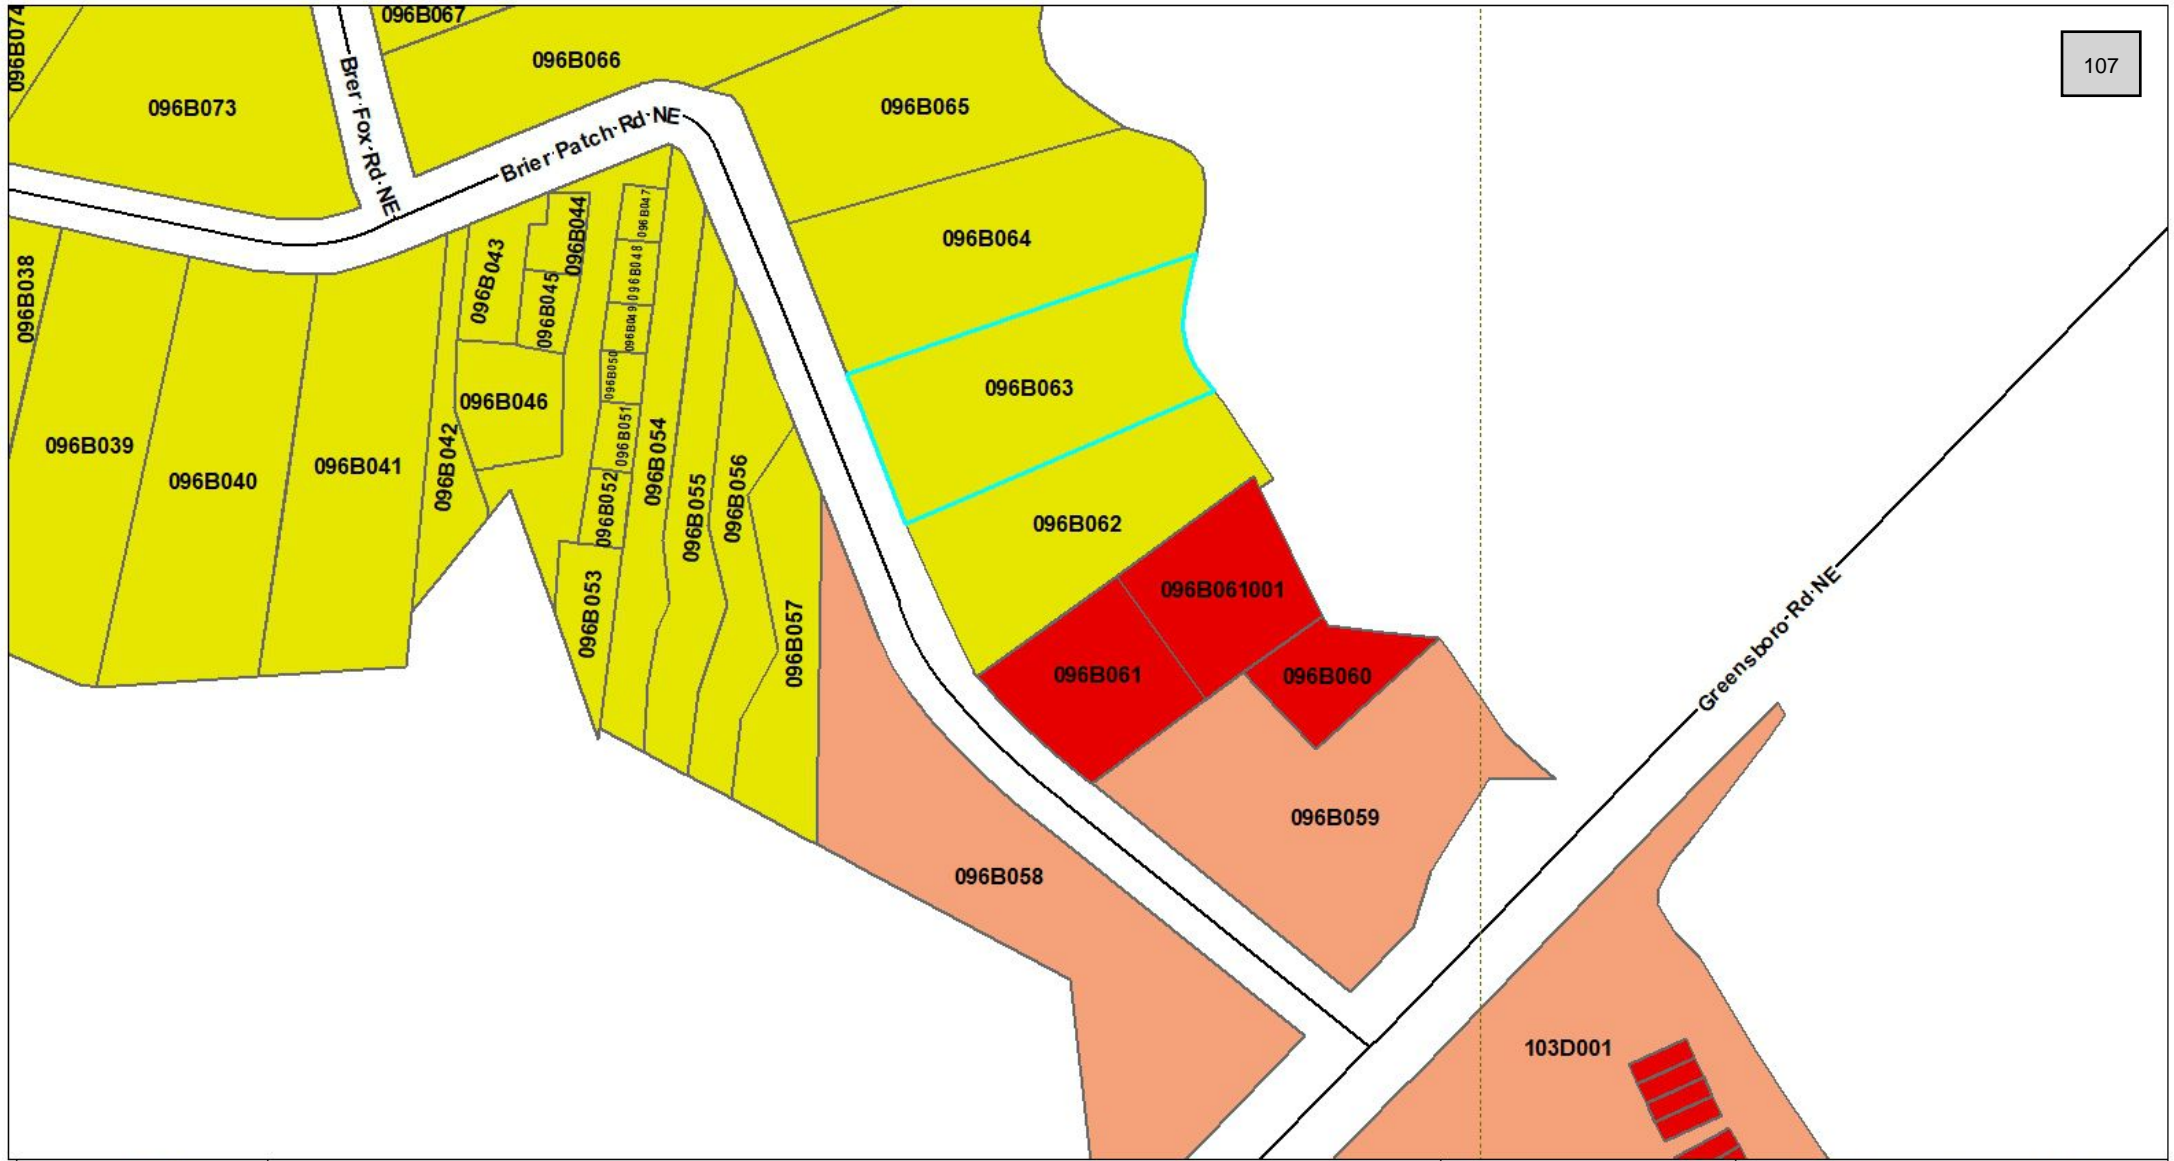 096B074
096B067
107
096B066
096B073
096B065
Brer Fox Rd NE
Brier Patch Rd NE
096B047
096B044
096B064
096B043
096B048
096B038
096B045
096B049
096B050
096B063
096B046
096B051
096B039
096B042
096B054
096B041
096B040
096B056
096B055
096B052
096B062
096B053
096B061001
Greensboro Rd NE
096B057
096B061
096B060
096B059
096B058
103D001